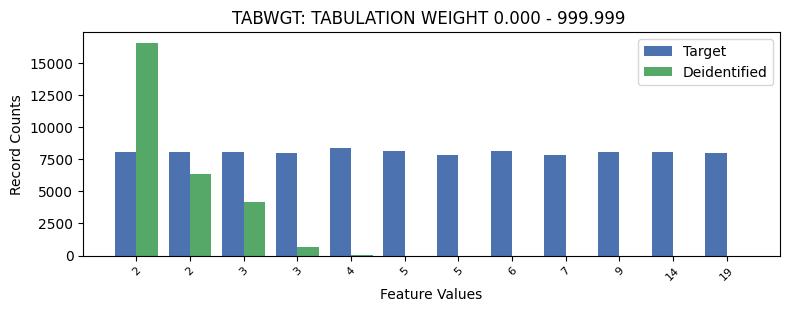 TABWGT: TABULATION WEIGHT 0.000 - 999.999
Target
Deidentified
Record Counts
15000
12500
10000
7500
5000
2500
0
2 2 3 3 4 5 5 6 7 9 14 19
Feature Values